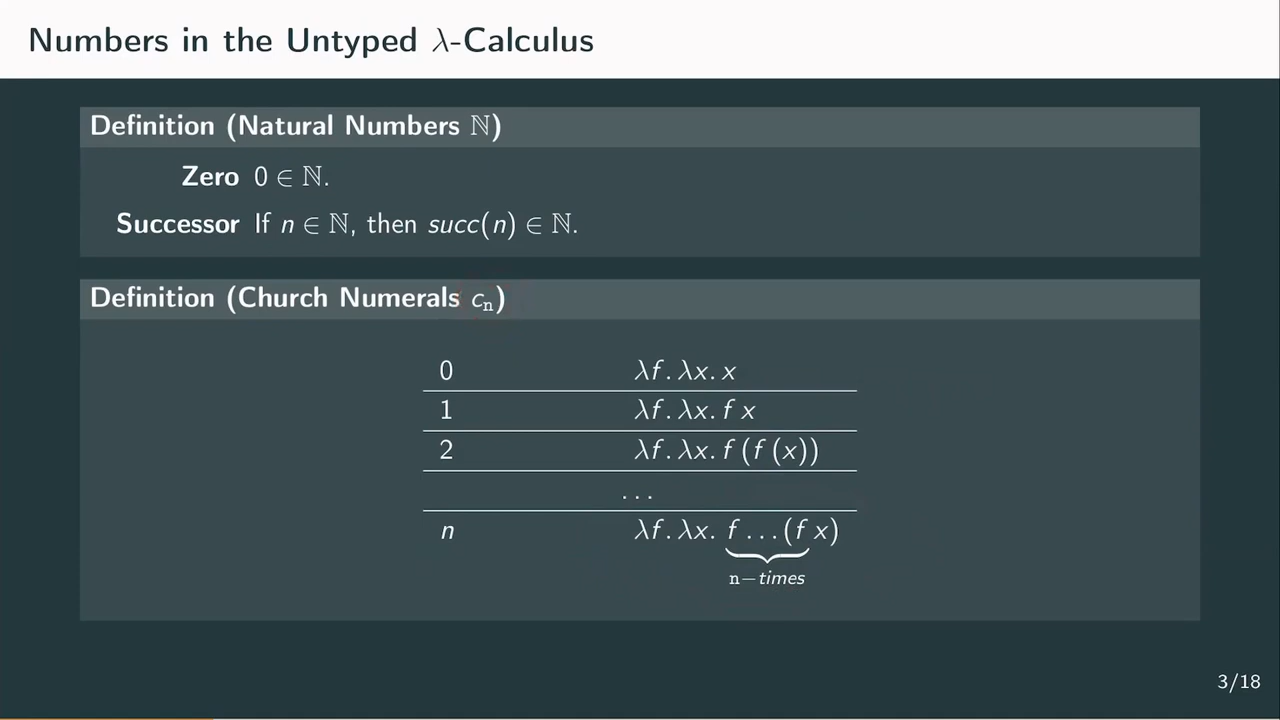 Numbers in the Untyped λ-Calculus
Definition (Natural Numbers ℕ)
Zero 0 ∈ ℕ.
Successor If n ∈ ℕ, then succ(n) ∈ ℕ.
Definition (Church Numerals cₙ)
0 λf. λx. x
1 λf. λx. f x
2 λf. λx. f (f (x))
...
n λf. λx. f ... (f x)
n−times
3/18